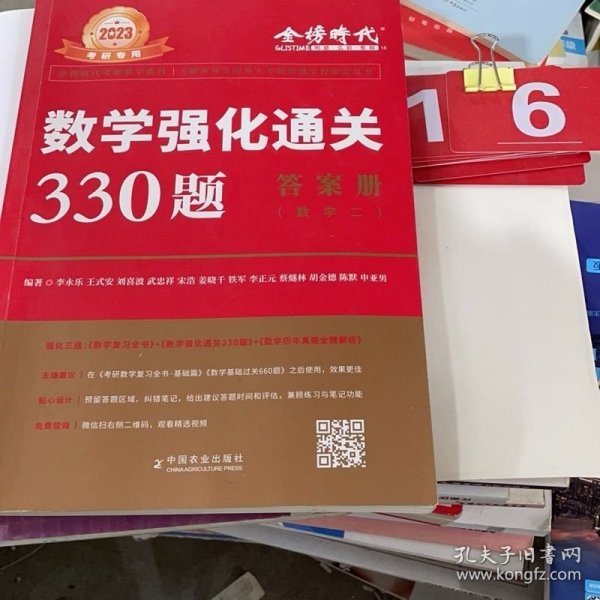 2023
考研专用
金榜時代
GLISTIME
数学强化通关
330题
答案册
(数学二)
编著 李永乐 王式安 刘喜波 武忠祥 宋浩 姜晓千 铁军 李正元 蔡燧林 胡金德 陈默 申亚男
强化三连:《数学复习全书》+《数学强化通关330题》+《数学历年真题全精解析》
主编建议 | 在《考研数学复习全书·基础篇》《数学基础过关660题》之后使用,效果更佳
贴心设计 | 预留答题区域、纠错笔记,给出建议答题时间和评估,兼顾练习与笔记功能
免费视频 | 微信扫右侧二维码,观看精选视频
中国农业出版社
CHINA AGRICULTURE PRESS
1 6
孔夫子旧书网
www.kongfz.com